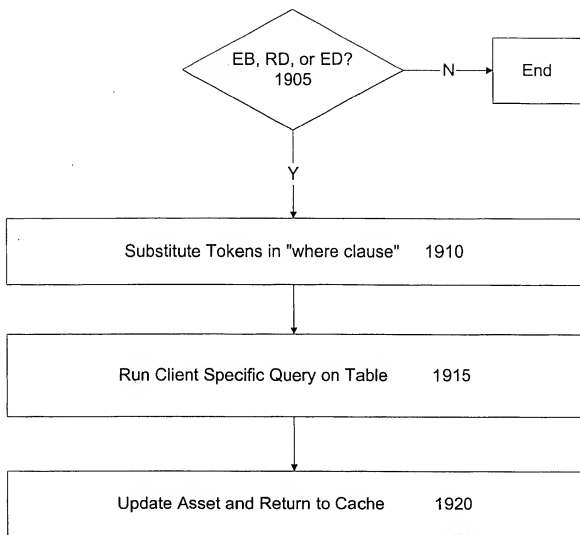 EB, RD, or ED?
1905
N
End
Y
Substitute Tokens in "where clause" 1910
Run Client Specific Query on Table 1915
Update Asset and Return to Cache 1920